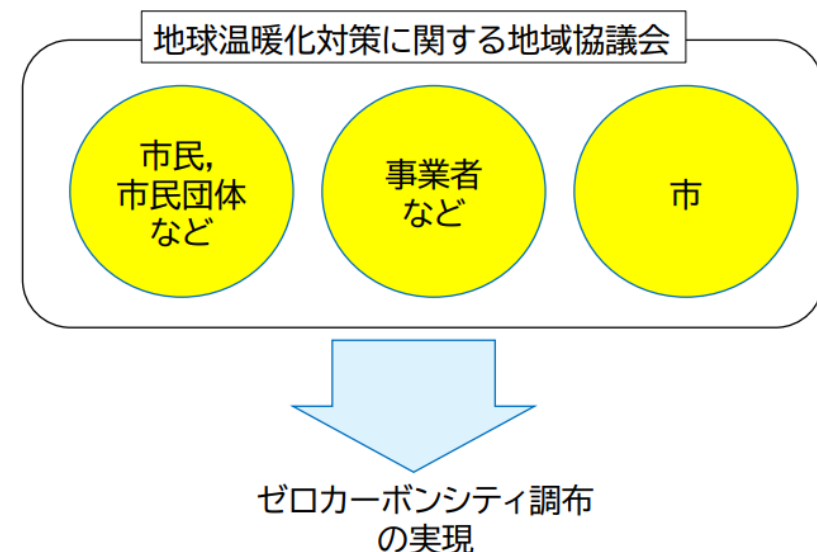 地球温暖化対策に関する地域協議会
市民，
市民団体
など
事業者
など
市
ゼロカーボンシティ調布
の実現